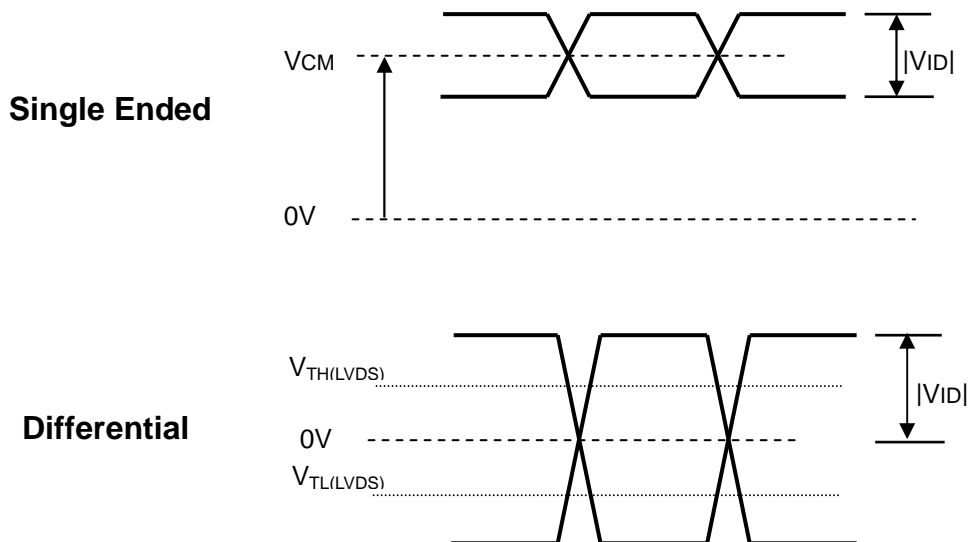 VCM
|VID|
Single Ended
0V
VTH(LVDS)
|VID|
Differential
0V
VTL(LVDS)